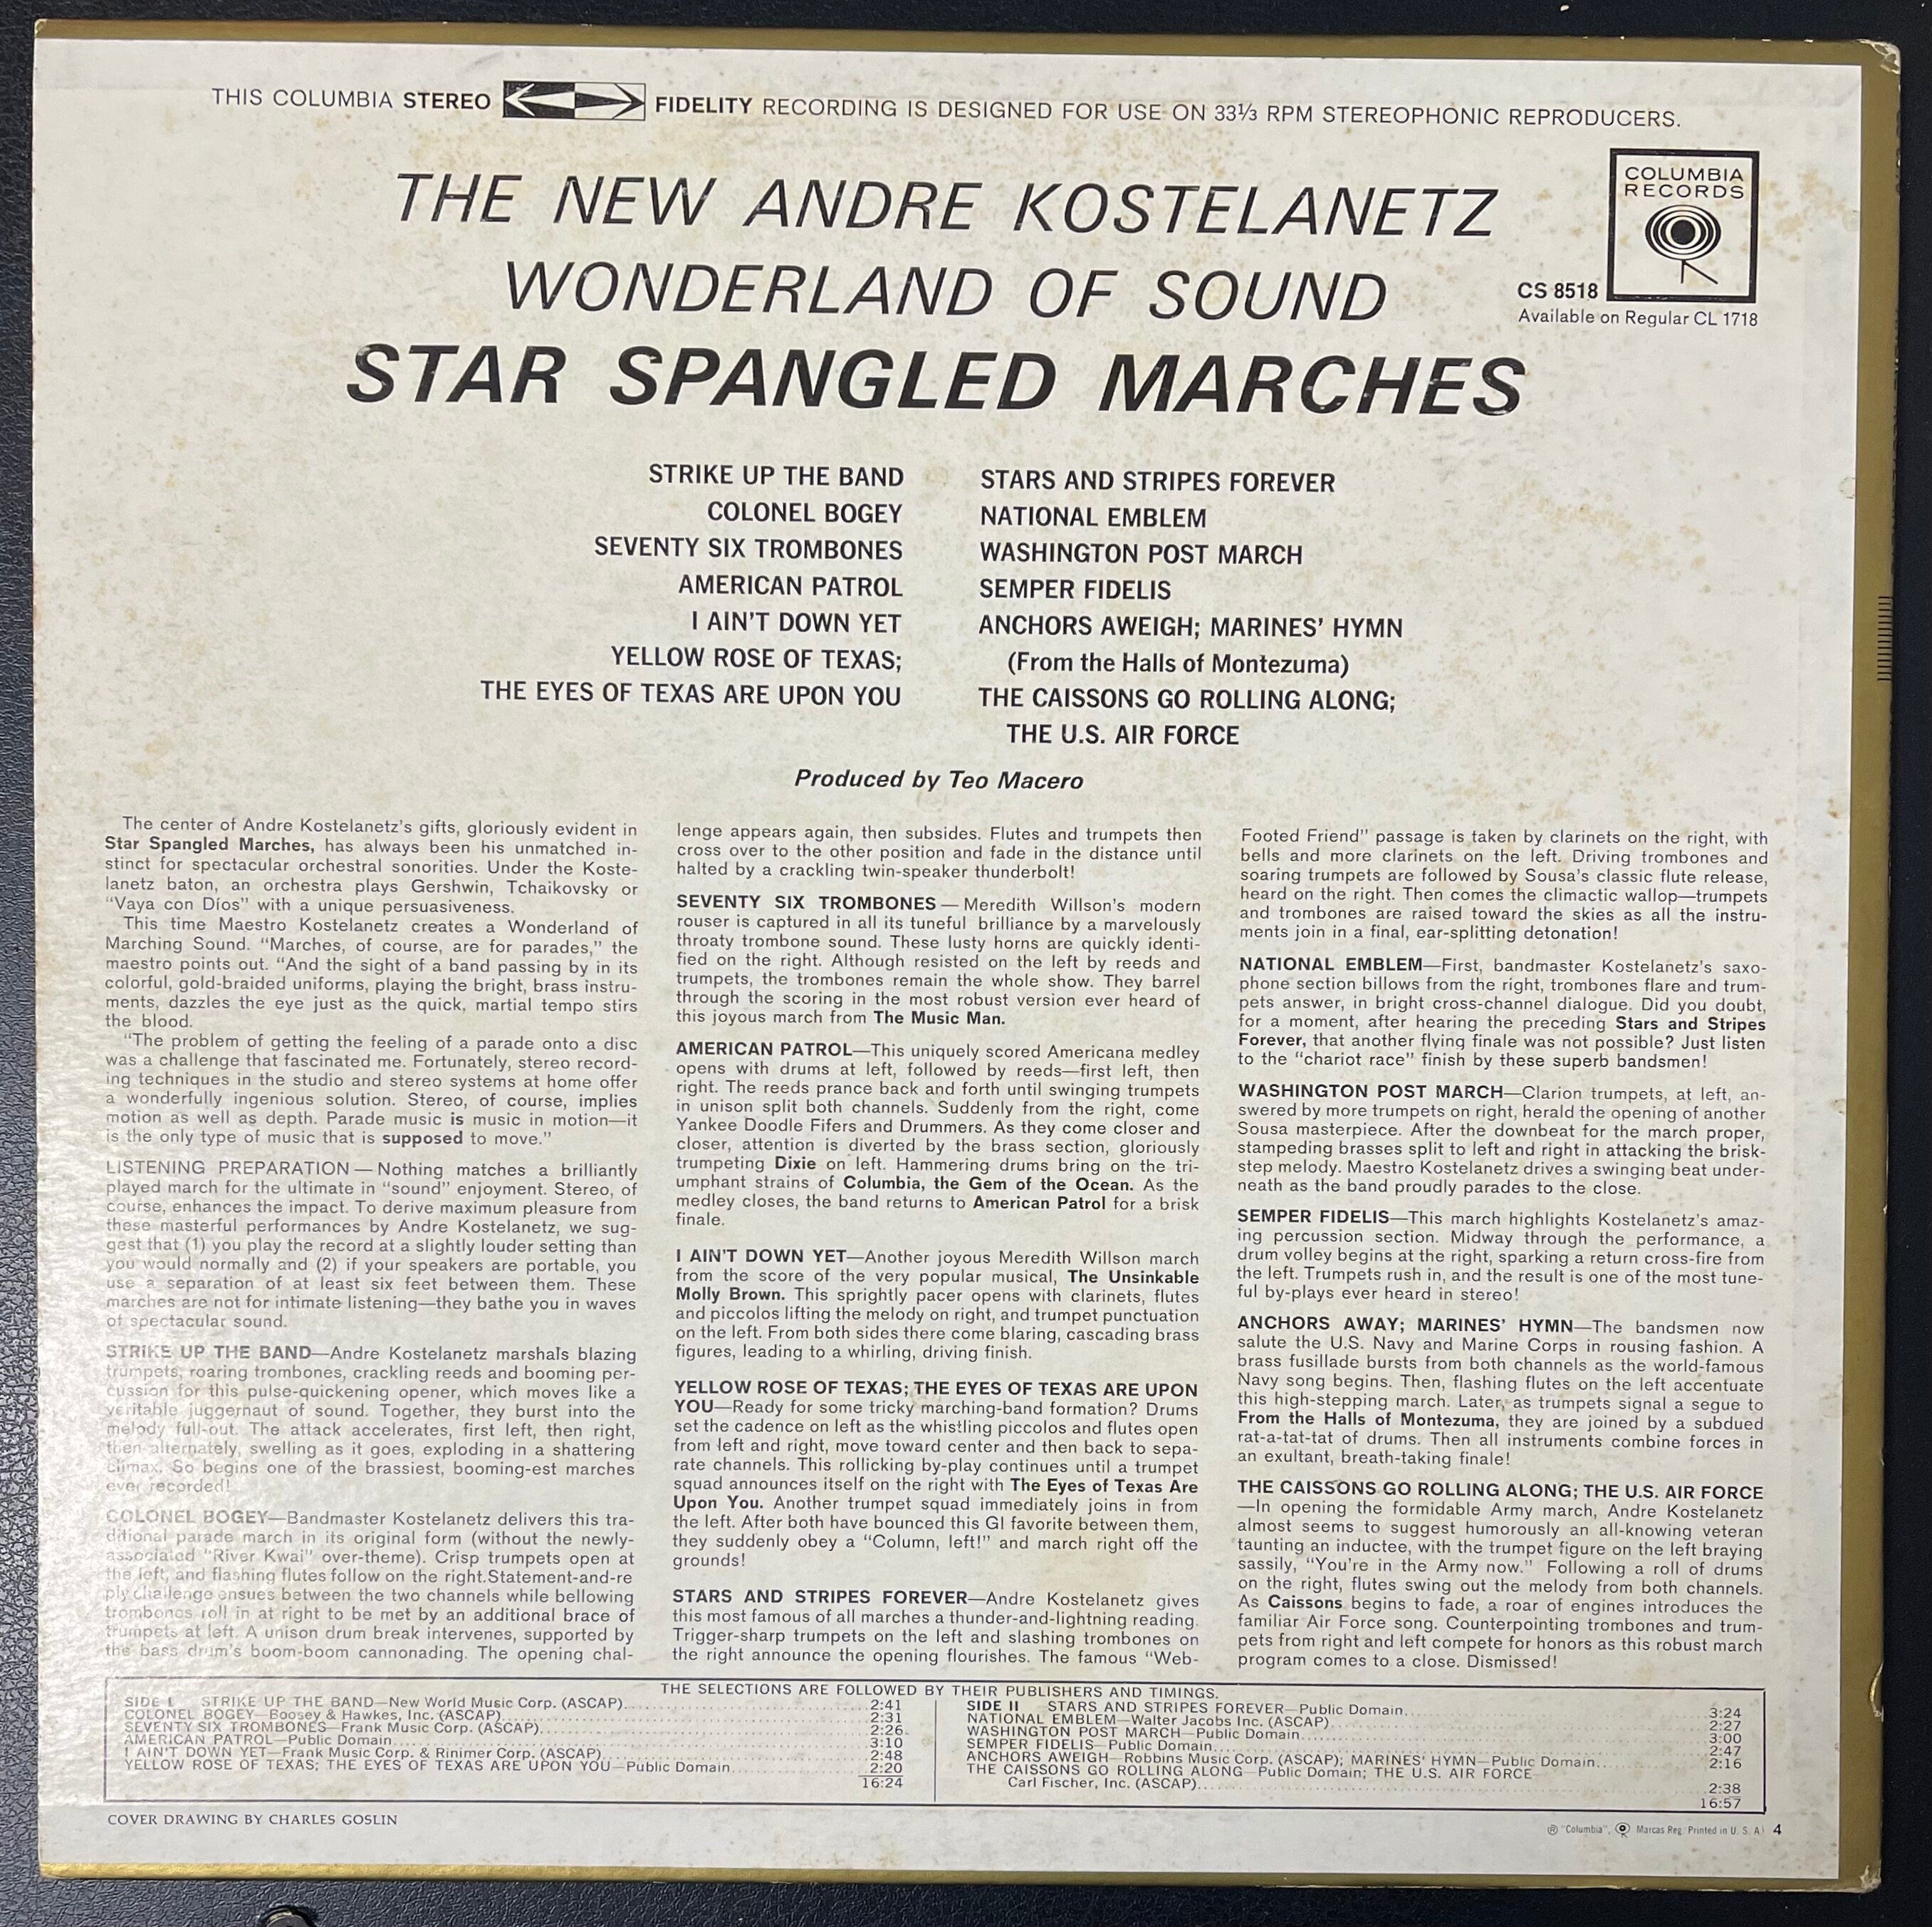 THIS COLUMBIA STEREO FIDELITY RECORDING IS DESIGNED FOR USE ON 33⅓ RPM STEREOPHONIC REPRODUCERS.
COLUMBIA
RECORDS
THE NEW ANDRE KOSTELANETZ
WONDERLAND OF SOUND
CS 8518
Available on Regular CL 1718
STAR SPANGLED MARCHES
STRIKE UP THE BAND
COLONEL BOGEY
SEVENTY SIX TROMBONES
AMERICAN PATROL
I AIN'T DOWN YET
YELLOW ROSE OF TEXAS;
THE EYES OF TEXAS ARE UPON YOU
STARS AND STRIPES FOREVER
NATIONAL EMBLEM
WASHINGTON POST MARCH
SEMPER FIDELIS
ANCHORS AWEIGH; MARINES' HYMN
(From the Halls of Montezuma)
THE CAISSONS GO ROLLING ALONG;
THE U.S. AIR FORCE
Produced by Teo Macero
The center of Andre Kostelanetz's gifts, gloriously evident in
Star Spangled Marches, has always been his unmatched in-
stinct for spectacular orchestral sonorities. Under the Koste-
lanetz baton, an orchestra plays Gershwin, Tchaikovsky or
"Vaya con Dios" with a unique persuasiveness.
This time Maestro Kostelanetz creates a Wonderland of
Marching Sound. "Marches, of course, are for parades," the
maestro points out. "And the sight of a band passing by in its
colorful, gold-braided uniforms, playing the bright, brass instru-
ments, dazzles the eye just as the quick, martial tempo stirs
the blood.
"The problem of getting the feeling of a parade onto a disc
was a challenge that fascinated me. Fortunately, stereo record-
ing techniques in the studio and stereo systems at home offer
a wonderfully ingenious solution. Stereo, of course, implies
motion as well as depth. Parade music is music in motion—it
is the only type of music that is supposed to move."
LISTENING PREPARATION—Nothing matches a brilliantly
played march for the ultimate in "sound" enjoyment. Stereo, of
course, enhances the impact. To derive maximum pleasure from
these masterful performances by Andre Kostelanetz, we sug-
gest that (1) you play the record at a slightly louder setting than
you would normally and (2) if your speakers are portable, you
use a separation of at least six feet between them. These
marches are not for intimate listening—they bathe you in waves
of spectacular sound.
STRIKE UP THE BAND—Andre Kostelanetz marshals blazing
trumpets, roaring trombones, crackling reeds and booming per-
cussion for this pulse-quickening opener, which moves like a
veritable juggernaut of sound. Together, they burst into the
melody full-out. The attack accelerates, first left, then right,
then alternately, swelling as it goes, exploding in a shattering
climax. So begins one of the brassiest, booming-est marches
ever recorded!
COLONEL BOGEY—Bandmaster Kostelanetz delivers this tra-
ditional parade march in its original form (without the newly-
associated "River Kwai" over-theme). Crisp trumpets open at
the left, and flashing flutes follow on the right.Statement-and-re
ply challenge ensues between the two channels while bellowing
trombones roll in at right to be met by an additional brace of
trumpets at left. A unison drum break intervenes, supported by
the bass drum's boom-boom cannonading. The opening chal-
lenge appears again, then subsides. Flutes and trumpets then
cross over to the other position and fade in the distance until
halted by a crackling twin-speaker thunderbolt!
SEVENTY SIX TROMBONES—Meredith Willson's modern
rouser is captured in all its tuneful brilliance by a marvelously
throaty trombone sound. These lusty horns are quickly identi-
fied on the right. Although resisted on the left by reeds and
trumpets, the trombones remain the whole show. They barrel
through the scoring in the most robust version ever heard of
this joyous march from The Music Man.
AMERICAN PATROL—This uniquely scored Americana medley
opens with drums at left, followed by reeds—first left, then
right. The reeds prance back and forth until swinging trumpets
in unison split both channels. Suddenly from the right, come
Yankee Doodle Fifers and Drummers. As they come closer and
closer, attention is diverted by the brass section, gloriously
trumpeting Dixie on left. Hammering drums bring on the tri-
umphant strains of Columbia, the Gem of the Ocean. As the
medley closes, the band returns to American Patrol for a brisk
finale.
I AIN'T DOWN YET—Another joyous Meredith Willson march
from the score of the very popular musical, The Unsinkable
Molly Brown. This sprightly pacer opens with clarinets, flutes
and piccolos lifting the melody on right, and trumpet punctuation
on the left. From both sides there come blaring, cascading brass
figures, leading to a whirling, driving finish.
YELLOW ROSE OF TEXAS; THE EYES OF TEXAS ARE UPON
YOU—Ready for some tricky marching-band formation? Drums
set the cadence on left as the whistling piccolos and flutes open
from left and right, move toward center and then back to sepa-
rate channels. This rollicking by-play continues until a trumpet
squad announces itself on the right with The Eyes of Texas Are
Upon You. Another trumpet squad immediately joins in from
the left. After both have bounced this GI favorite between them,
they suddenly obey a "Column, left!" and march right off the
grounds!
STARS AND STRIPES FOREVER—Andre Kostelanetz gives
this most famous of all marches a thunder-and-lightning reading.
Trigger-sharp trumpets on the left and slashing trombones on
the right announce the opening flourishes. The famous "Web-
Footed Friend" passage is taken by clarinets on the right, with
bells and more clarinets on the left. Driving trombones and
soaring trumpets are followed by Sousa's classic flute release,
heard on the right. Then comes the climactic wallop—trumpets
and trombones are raised toward the skies as all the instru-
ments join in a final, ear-splitting detonation!
NATIONAL EMBLEM—First, bandmaster Kostelanetz's saxo-
phone section billows from the right, trombones flare and trum-
pets answer, in bright cross-channel dialogue. Did you doubt,
for a moment, after hearing the preceding Stars and Stripes
Forever, that another flying finale was not possible? Just listen
to the "chariot race" finish by these superb bandsmen!
WASHINGTON POST MARCH—Clarion trumpets, at left, an-
swered by more trumpets on right, herald the opening of another
Sousa masterpiece. After the downbeat for the march proper,
stampeding brasses split to left and right in attacking the brisk-
step melody. Maestro Kostelanetz drives a swinging beat under-
neath as the band proudly parades to the close.
SEMPER FIDELIS—This march highlights Kostelanetz's amaz-
ing percussion section. Midway through the performance, a
drum volley begins at the right, sparking a return cross-fire from
the left. Trumpets rush in, and the result is one of the most tune-
ful by-plays ever heard in stereo!
ANCHORS AWAY; MARINES' HYMN—The bandsmen now
salute the U.S. Navy and Marine Corps in rousing fashion. A
brass fusillade bursts from both channels as the world-famous
Navy song begins. Then, flashing flutes on the left accentuate
this high-stepping march. Later, as trumpets signal a segue to
From the Halls of Montezuma, they are joined by a subdued
rat-a-tat-tat of drums. Then all instruments combine forces in
an exultant, breath-taking finale!
THE CAISSONS GO ROLLING ALONG; THE U.S. AIR FORCE
—In opening the formidable Army march, Andre Kostelanetz
almost seems to suggest humorously an all-knowing veteran
taunting an inductee, with the trumpet figure on the left braying
sassily, "You're in the Army now." Following a roll of drums
on the right, flutes swing out the melody from both channels.
As Caissons begins to fade, a roar of engines introduces the
familiar Air Force song. Counterpointing trombones and trum-
pets from right and left compete for honors as this robust march
program comes to a close. Dismissed!
THE SELECTIONS ARE FOLLOWED BY THEIR PUBLISHERS AND TIMINGS.
SIDE I STRIKE UP THE BAND—New World Music Corp. (ASCAP) 2:41
COLONEL BOGEY—Boosey & Hawkes, Inc. (ASCAP) 2:31
SEVENTY SIX TROMBONES—Frank Music Corp. (ASCAP) 2:26
AMERICAN PATROL—Public Domain 3:10
I AIN'T DOWN YET—Frank Music Corp. & Rinimer Corp. (ASCAP) 2:48
YELLOW ROSE OF TEXAS; THE EYES OF TEXAS ARE UPON YOU—Public Domain 2:20
16:24
SIDE II STARS AND STRIPES FOREVER—Public Domain 3:24
NATIONAL EMBLEM—Walter Jacobs Inc. (ASCAP) 2:27
WASHINGTON POST MARCH—Public Domain 3:00
SEMPER FIDELIS—Public Domain 2:47
ANCHORS AWEIGH—Robbins Music Corp. (ASCAP); MARINES' HYMN—Public Domain 2:16
THE CAISSONS GO ROLLING ALONG—Public Domain; THE U.S. AIR FORCE—
Carl Fischer, Inc. (ASCAP) 2:38
16:57
COVER DRAWING BY CHARLES GOSLIN
® "Columbia", Marcas Reg. Printed in U. S. A. 4